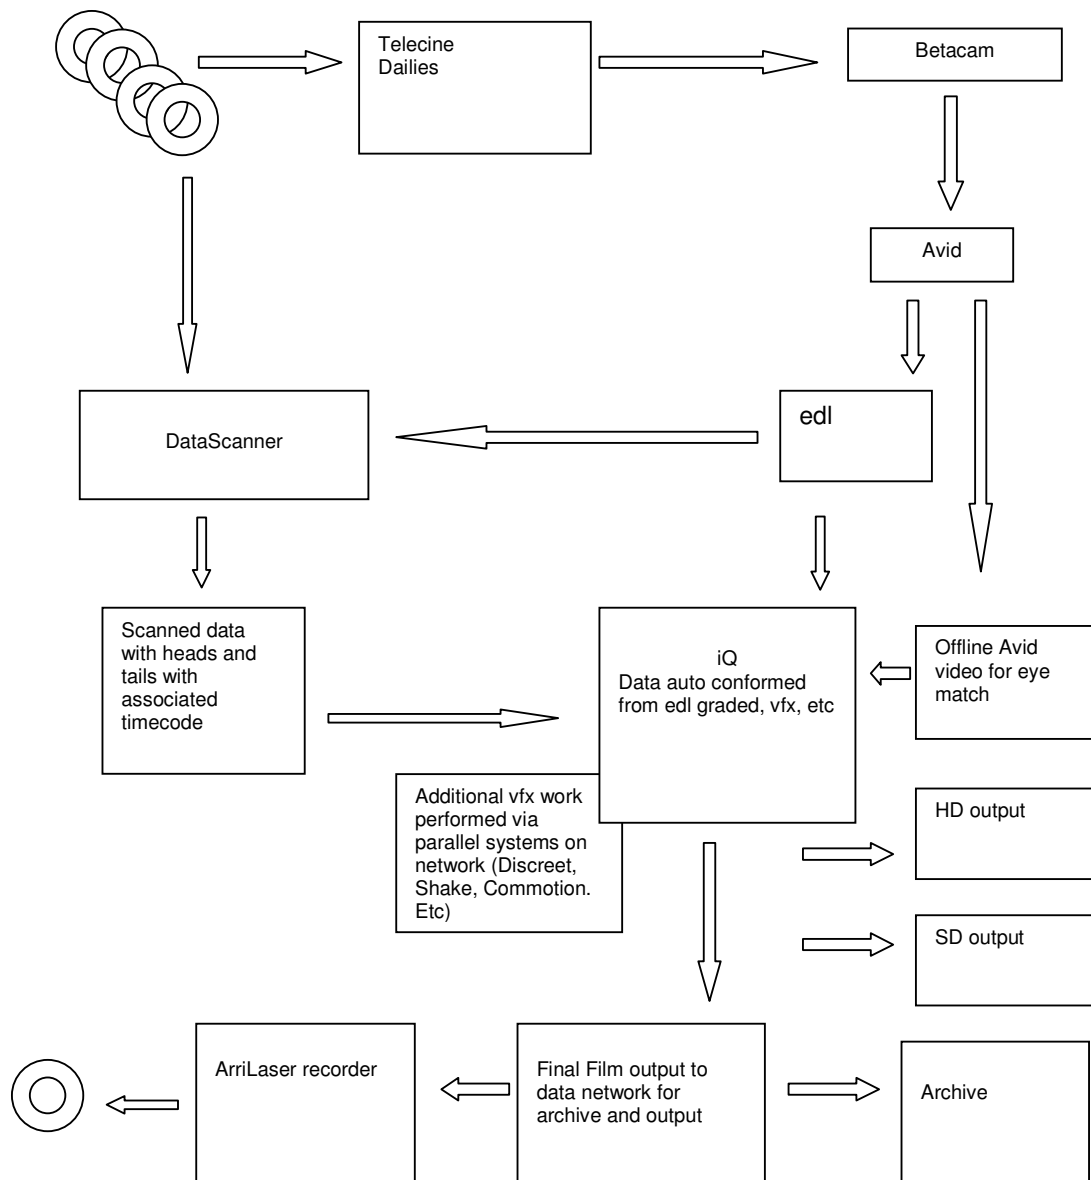 Telecine
Dailies
Betacam
Avid
edl
DataScanner
Scanned data
with heads and
tails with
associated
timecode
iQ
Data auto conformed
from edl graded, vfx, etc
Offline Avid
video for eye
match
Additional vfx work
performed via
parallel systems on
network (Discreet,
Shake, Commotion.
Etc)
HD output
SD output
ArriLaser recorder
Final Film output to
data network for
archive and output
Archive